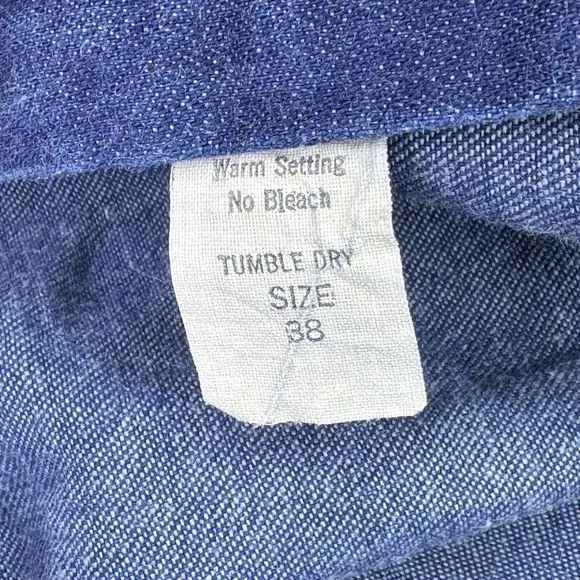 Warm Setting
No Bleach
TUMBLE DRY
SIZE
38